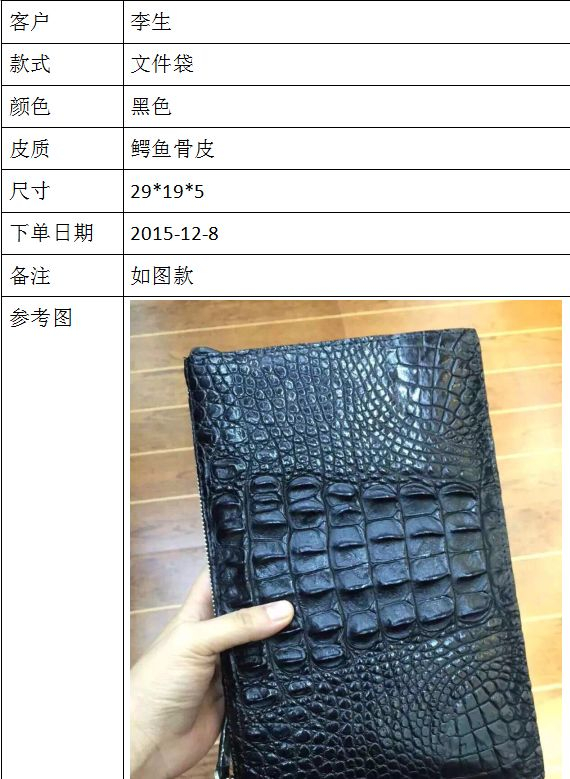 客户 李生
款式 文件袋
颜色 黑色
皮质 鳄鱼骨皮
尺寸 29*19*5
下单日期 2015-12-8
备注 如图款
参考图